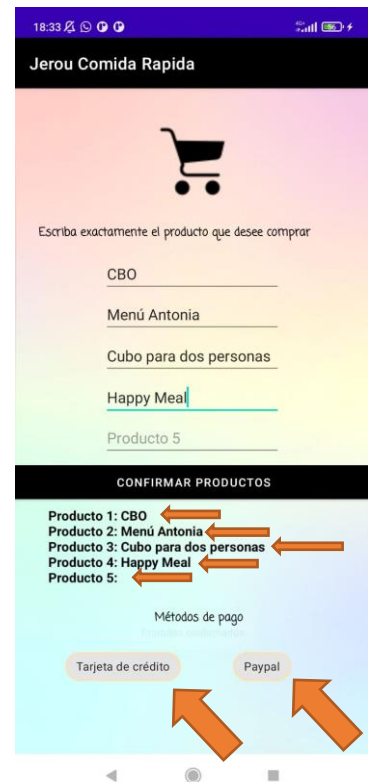 18:33
Jerou Comida Rapida
Escriba exactamente el producto que desee comprar
CBO
Menú Antonia
Cubo para dos personas
Happy Meal
Producto 5
CONFIRMAR PRODUCTOS
Producto 1: CBO
Producto 2: Menú Antonia
Producto 3: Cubo para dos personas
Producto 4: Happy Meal
Producto 5:
Métodos de pago
Tarjeta de crédito Paypal